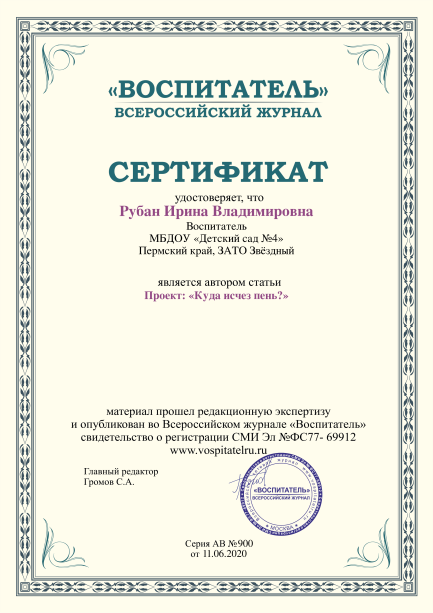 «ВОСПИТАТЕЛЬ»
ВСЕРОССИЙСКИЙ ЖУРНАЛ
СЕРТИФИКАТ
удостоверяет, что
Рубан Ирина Владимировна
Воспитатель
МБДОУ «Детский сад №4»
Пермский край, ЗАТО Звёздный
является автором статьи
Проект: «Куда исчез пень?»
материал прошел редакционную экспертизу
и опубликован во Всероссийском журнале «Воспитатель»
свидетельство о регистрации СМИ Эл №ФС77- 69912
www.vospitatelru.ru
Главный редактор
Громов С.А.
«ВОСПИТАТЕЛЬ»
ВСЕРОССИЙСКИЙ ЖУРНАЛ
МОСКВА
Серия АВ №900
от 11.06.2020